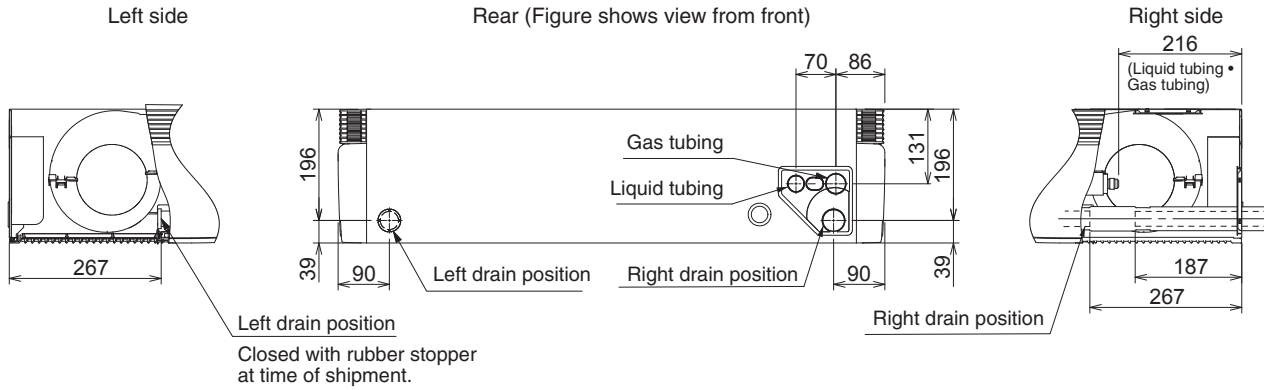 Left side
Rear (Figure shows view from front)
Right side
216
(Liquid tubing •
Gas tubing)
70
86
196
196
131
196
Gas tubing
Liquid tubing
39
267
90
Left drain position
Right drain position
90
39
187
267
Left drain position
Closed with rubber stopper
at time of shipment.
Right drain position